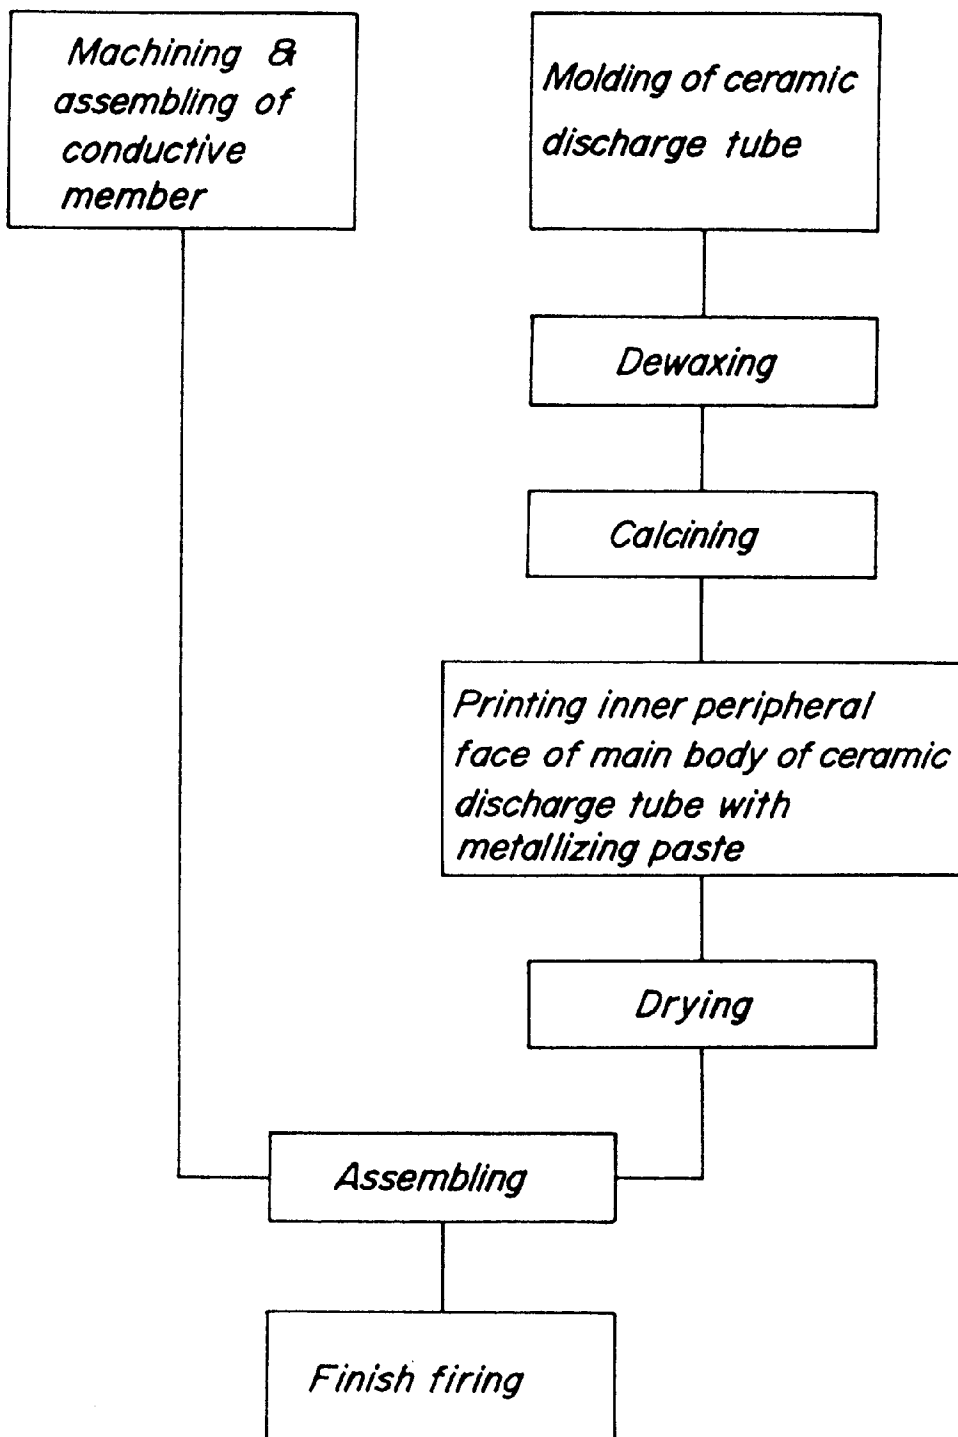 Machining &
assembling of
conductive
member
Molding of ceramic
discharge tube
Dewaxing
Calcining
Printing inner peripheral
face of main body of ceramic
discharge tube with
metallizing paste
Drying
Assembling
Finish firing